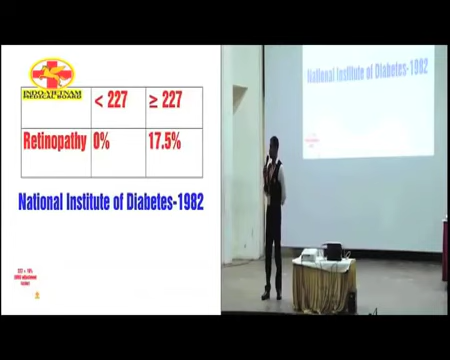 INDO-VIETNAM
MEDICAL BOARD
< 227
≥ 227
Retinopathy
0%
17.5%
National Institute of Diabetes-1982
National Institute of Diabetes-1982